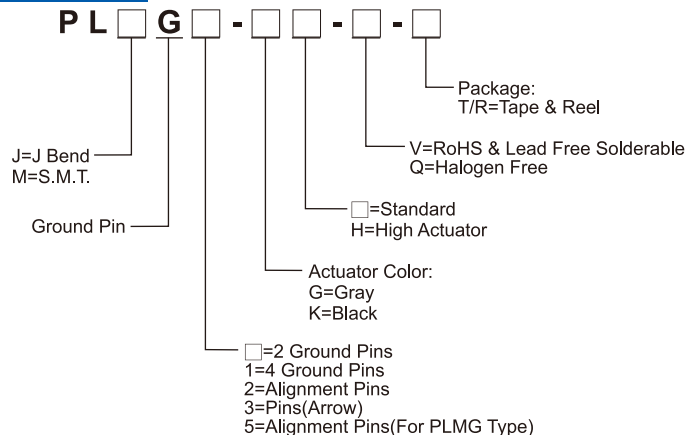 PL□G□-□□-□-□
Package:
T/R=Tape & Reel
J=J Bend
M=S.M.T.
V=RoHS & Lead Free Solderable
Q=Halogen Free
□=Standard
H=High Actuator
Ground Pin
Actuator Color:
G=Gray
K=Black
□=2 Ground Pins
1=4 Ground Pins
2=Alignment Pins
3=Pins(Arrow)
5=Alignment Pins(For PLMG Type)